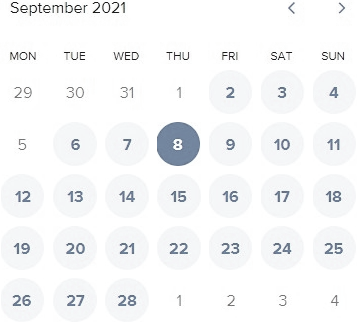 September 2021
MON TUE WED THU FRI SAT SUN
29 30 31 1 2 3 4
5 6 7 8 9 10 11
12 13 14 15 16 17 18
19 20 21 22 23 24 25
26 27 28 1 2 3 4